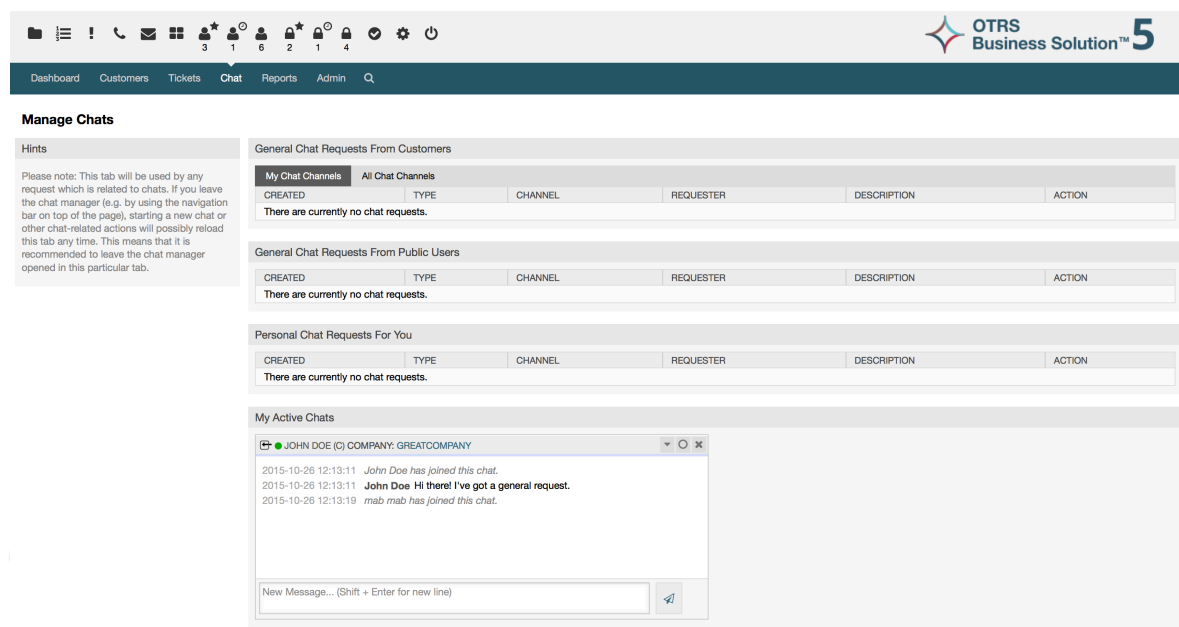 OTRS
Business Solution™ 5
3 1 6 2 1 4
Dashboard Customers Tickets Chat Reports Admin
Manage Chats
Hints
Please note: This tab will be used by any
request which is related to chats. If you leave
the chat manager (e.g. by using the navigation
bar on top of the page), starting a new chat or
other chat-related actions will possibly reload
this tab any time. This means that it is
recommended to leave the chat manager
opened in this particular tab.
General Chat Requests From Customers
My Chat Channels All Chat Channels
CREATED TYPE CHANNEL REQUESTER DESCRIPTION ACTION
There are currently no chat requests.
General Chat Requests From Public Users
CREATED TYPE CHANNEL REQUESTER DESCRIPTION ACTION
There are currently no chat requests.
Personal Chat Requests For You
CREATED TYPE CHANNEL REQUESTER DESCRIPTION ACTION
There are currently no chat requests.
My Active Chats
JOHN DOE (C) COMPANY: GREATCOMPANY
2015-10-26 12:13:11 John Doe has joined this chat.
2015-10-26 12:13:11 John Doe Hi there! I've got a general request.
2015-10-26 12:13:19 mab mab has joined this chat.
New Message... (Shift + Enter for new line)